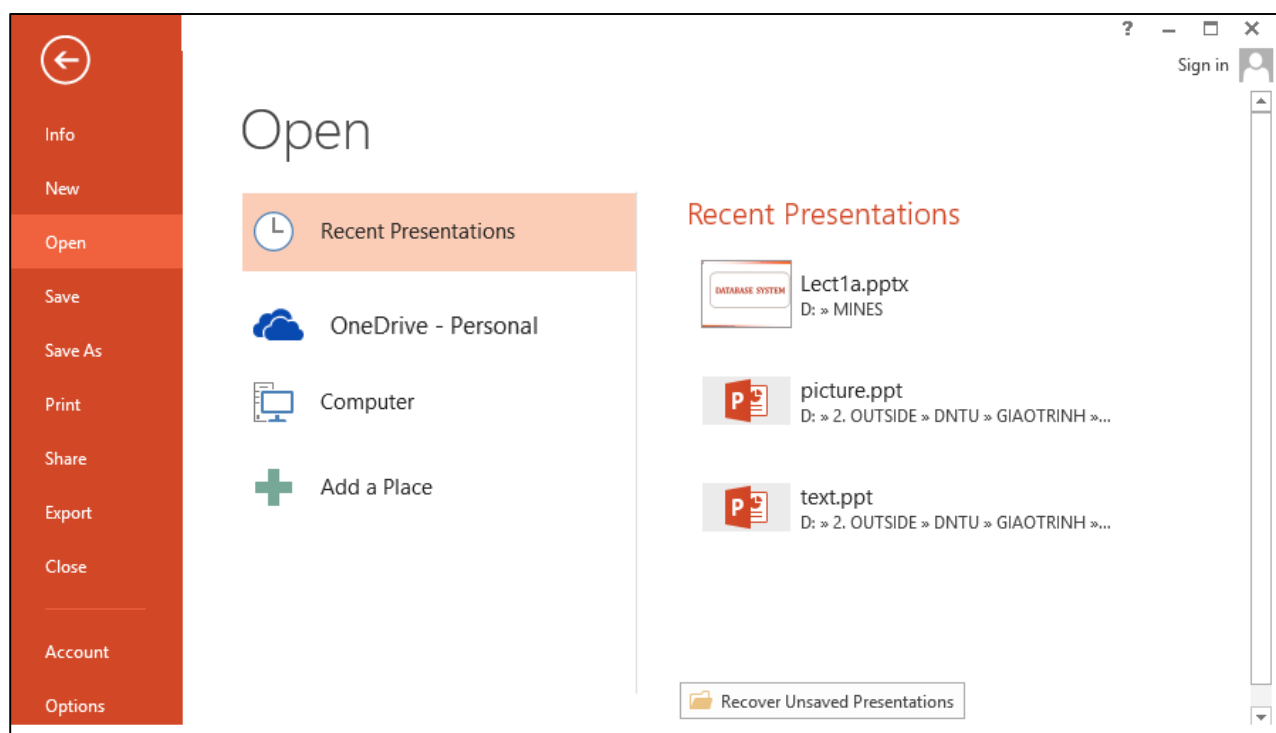 ?
Sign in
Info
New
Open
Save
Save As
Print
Share
Export
Close
Account
Options
Open
Recent Presentations
OneDrive - Personal
Computer
Add a Place
Recent Presentations
DATABASE SYSTEM
Lect1a.pptx
D: » MINES
P
picture.ppt
D: » 2. OUTSIDE » DNTU » GIAOTRINH »...
P
text.ppt
D: » 2. OUTSIDE » DNTU » GIAOTRINH »...
Recover Unsaved Presentations